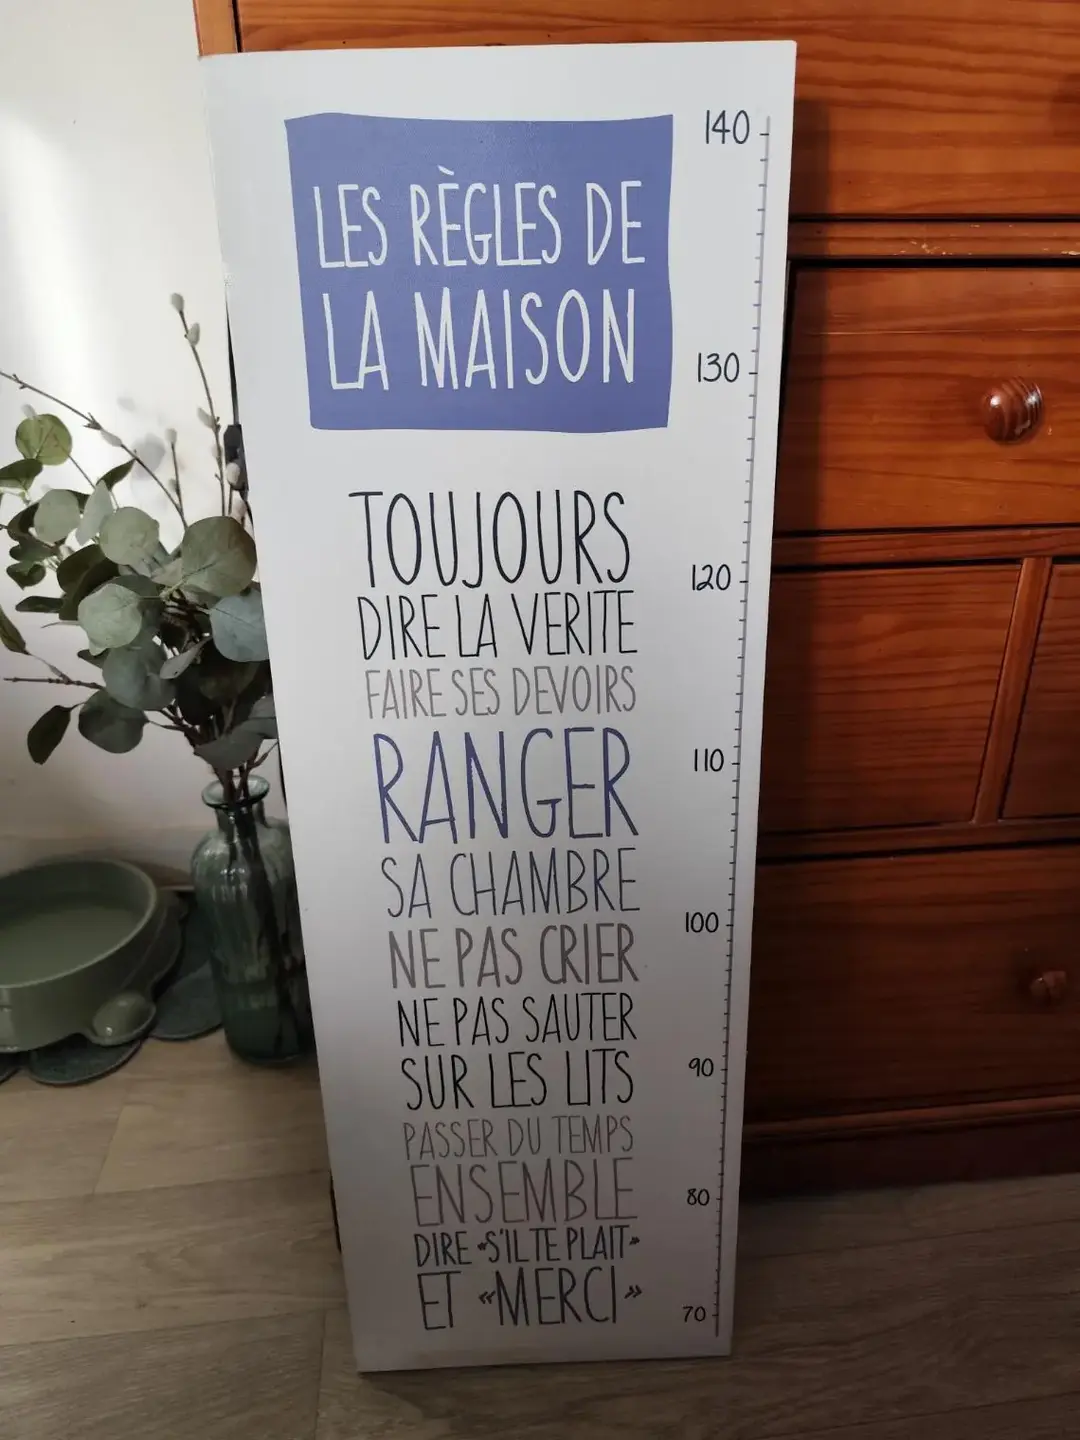 LES RÈGLES DE
LA MAISON
TOUJOURS
DIRE LA VERITE
FAIRE SES DEVOIRS
RANGER
SA CHAMBRE
NE PAS CRIER
NE PAS SAUTER
SUR LES LITS
PASSER DU TEMPS
ENSEMBLE
DIRE «S'IL TE PLAIT»
ET «MERCI»
140
130
120
110
100
90
80
70